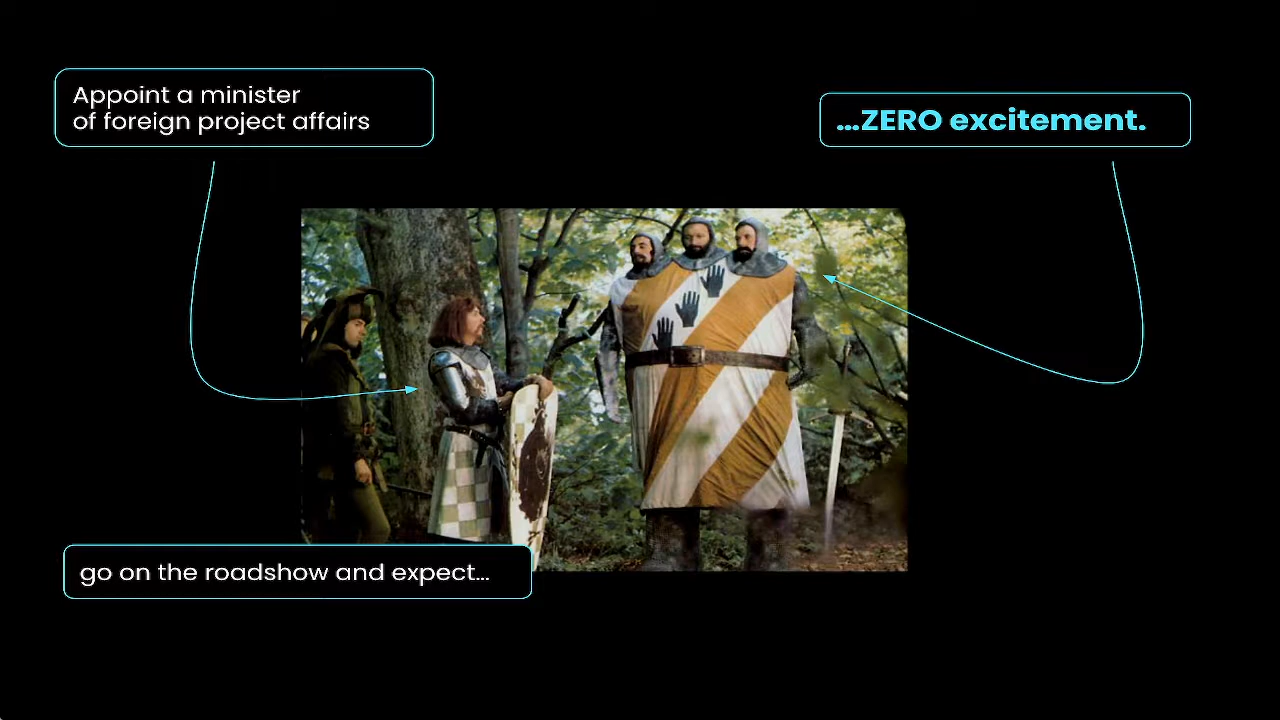 Appoint a minister
of foreign project affairs
…ZERO excitement.
go on the roadshow and expect…